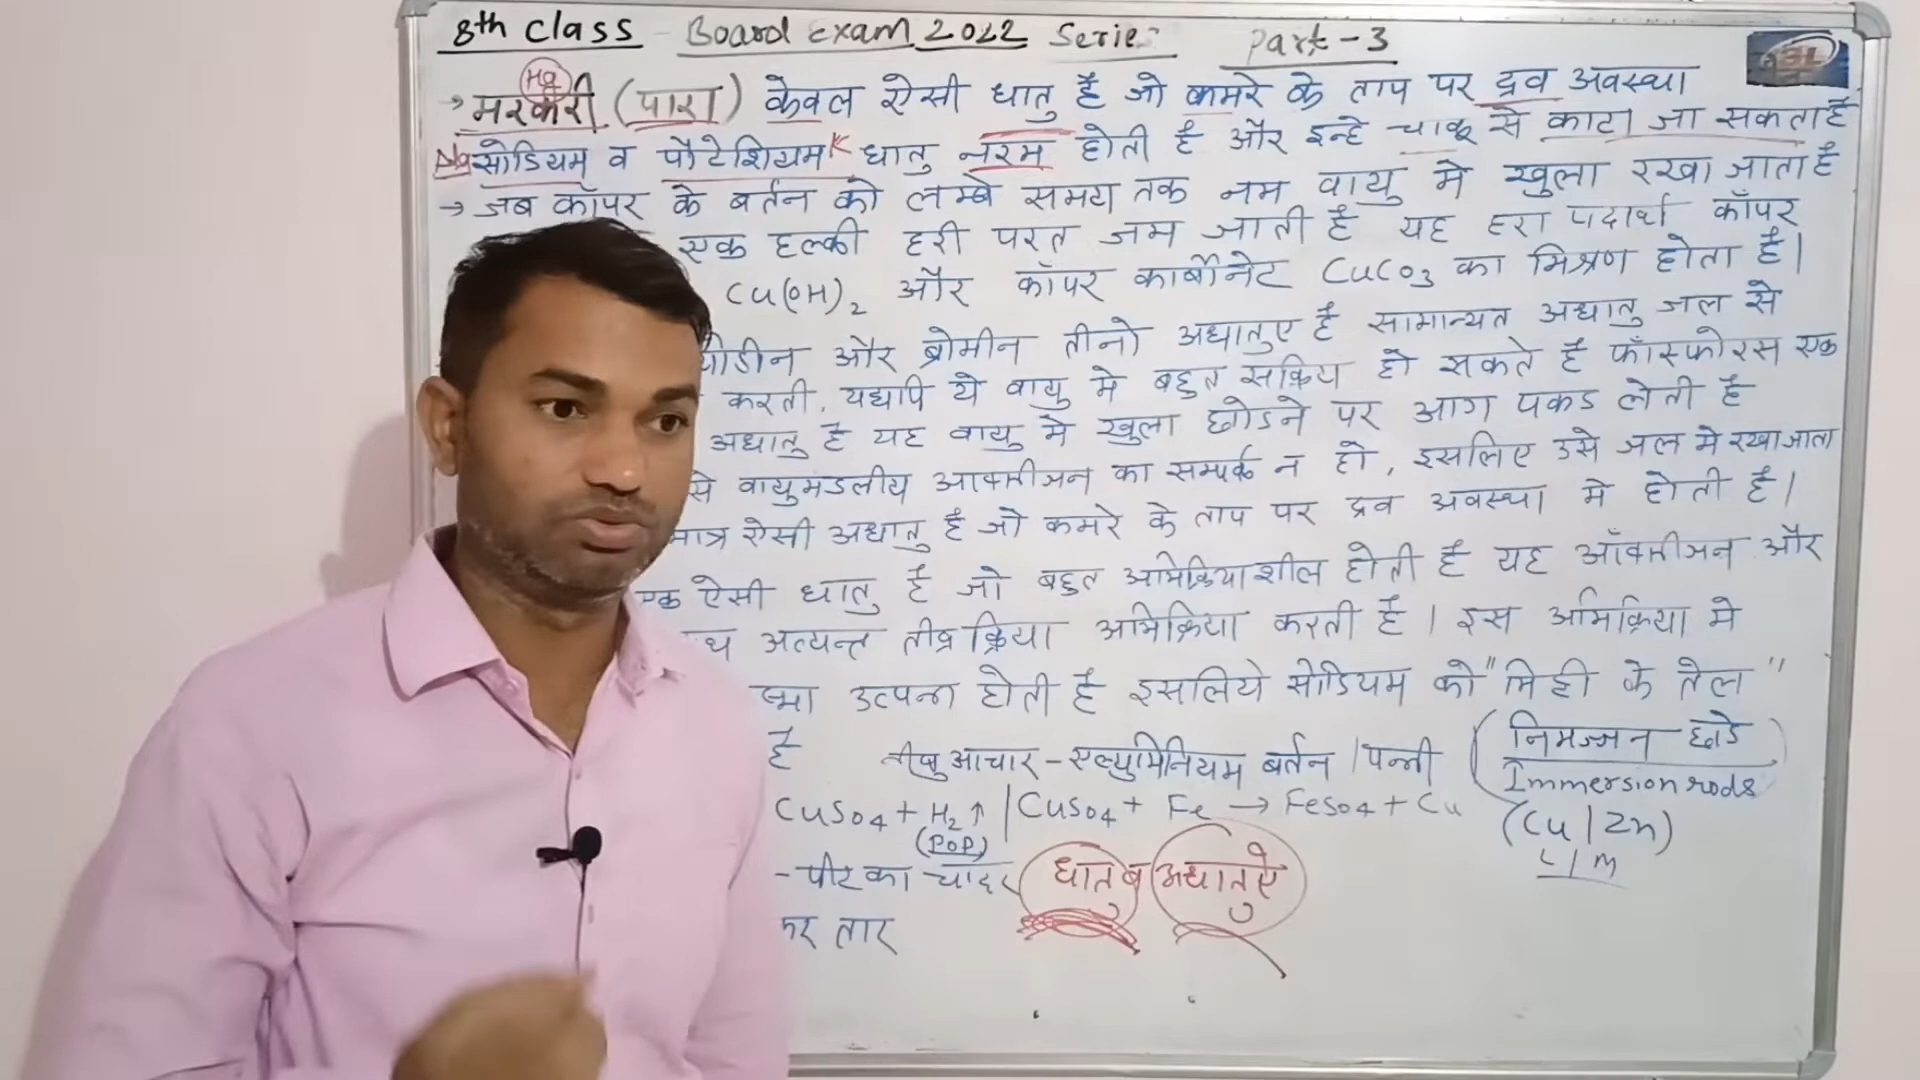 8th Class Board Exam 2022 Series Part-3
Hg
→ मरकरी (पारा) केवल ऐसी धातु है जो कमरे के ताप पर द्रव अवस्था
Na सोडियम व पोटेशियम K धातु नरम होती है और इन्हे चाकू से काटा जा सकता है
→ जब कॉपर के बर्तन को लम्बे समय तक नम वायु मे खुला रखा जाता है
एक हल्की हरी परत जम जाती है यह हरा पदार्थ कॉपर
Cu(OH)2 और कॉपर कार्बोनेट CuCO3 का मिश्रण होता है।
और ब्रोमीन तीनो अधातुए है सामान्यत अधातु जल से
करती, यद्यपि ये वायु मे बहुत सक्रिय हो सकते है फॉस्फोरस एक
अधातु है यह वायु मे खुला छोडने पर आग पकड लेती है
से वायुमडलीय आक्सीजन का सम्पर्क न हो, इसलिए उसे जल मे रखा जाता
मात्र ऐसी अधातु है जो कमरे के ताप पर द्रव अवस्था मे होती है।
एक ऐसी धातु है जो बहुत अभिक्रियाशील होती है यह ऑक्सीजन और
अत्यन्त तीव्र क्रिया अभिक्रिया करती है। इस अभिक्रिया मे
उत्पन्न होती है इसलिये सोडियम को "मिट्टी के तेल"
है नीबु आचार - एल्युमिनियम बर्तन / पन्नी (निमज्जन छडे
Immersion rods)
CuSO4 + H2↑ | CuSO4 + Fe → FeSO4 + Cu (Cu | Zn)
(POP)
धातु व अधातुऐ
तार